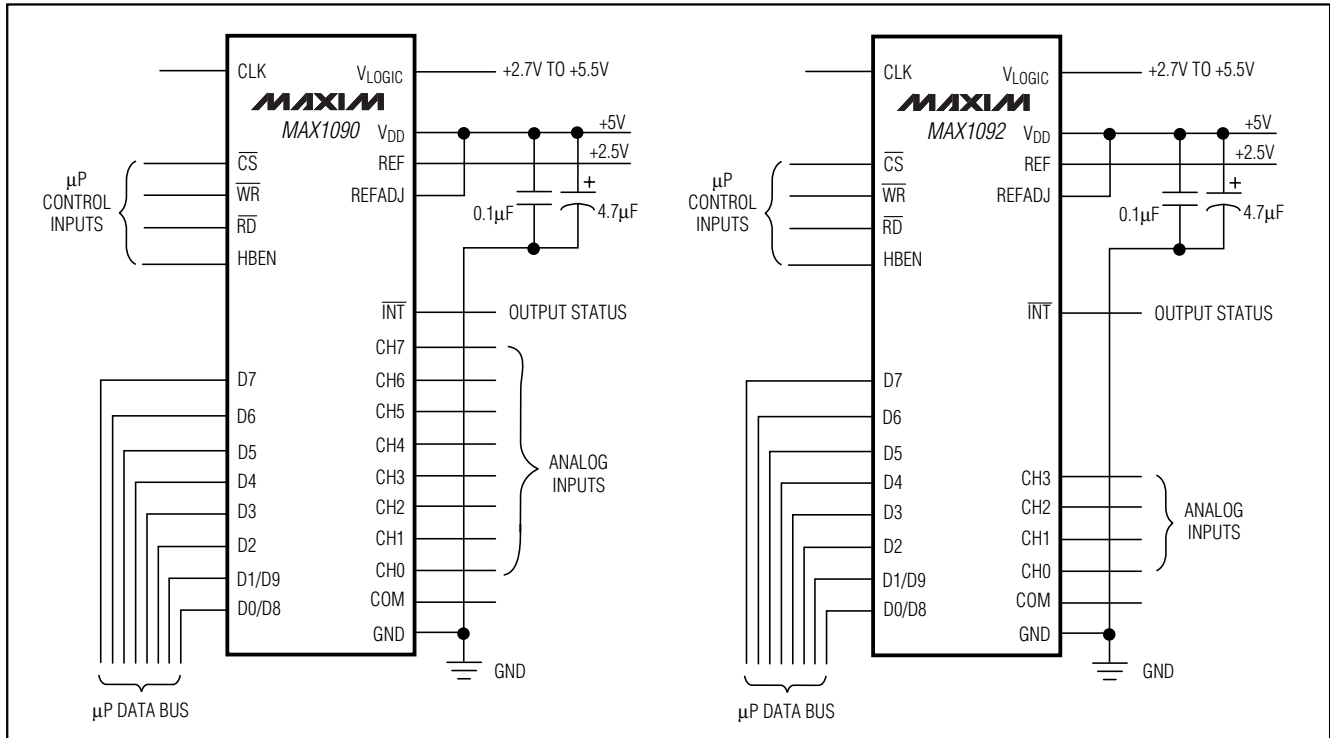 CLK
VLOGIC
+2.7V TO +5.5V
MAXIM
MAX1090
VDD
+5V
CS
REF
+2.5V
µP
CONTROL
INPUTS
WR
REFADJ
RD
0.1µF
+
4.7µF
HBEN
INT
OUTPUT STATUS
CH7
D7
CH6
D6
CH5
D5
CH4
D4
CH3
ANALOG
INPUTS
D3
CH2
D2
CH1
D1/D9
CH0
D0/D8
COM
GND
GND
µP DATA BUS
CLK
VLOGIC
+2.7V TO +5.5V
MAXIM
MAX1092
VDD
+5V
CS
REF
+2.5V
µP
CONTROL
INPUTS
WR
REFADJ
RD
0.1µF
+
4.7µF
HBEN
INT
OUTPUT STATUS
D7
D6
D5
D4
CH3
D3
CH2
ANALOG
INPUTS
D2
CH1
D1/D9
CH0
D0/D8
COM
GND
GND
µP DATA BUS